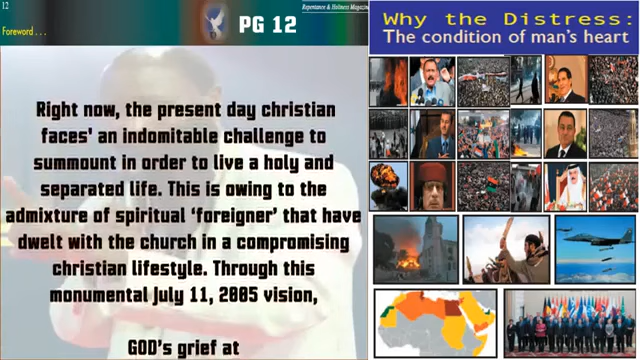 12
Repentance & Holiness Magazine
Foreword . . .
PG 12
Right now, the present day christian
faces' an indomitable challenge to
summount in order to live a holy and
separated life. This is owing to the
admixture of spiritual 'foreigner' that have
dwelt with the church in a compromising
christian lifestyle. Through this
monumental July 11, 2005 vision,
GOD's grief at
Why the Distress:
The condition of man's heart